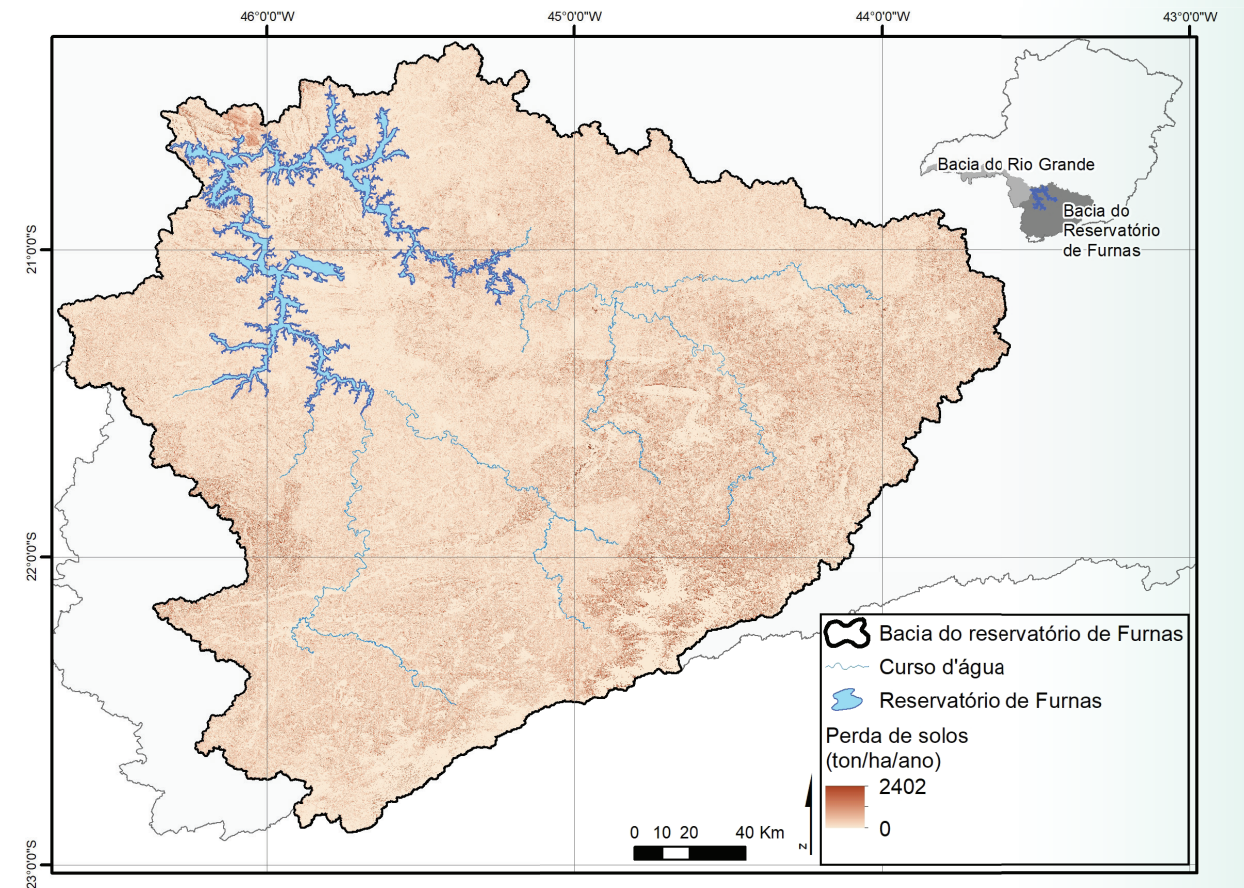 46°0'0"W
45°0'0"W
44°0'0"W
43°0'0"W
21°0'0"S
22°0'0"S
23°0'0"S
Bacia do Rio Grande
Bacia do
Reservatório
de Furnas
Bacia do reservatório de Furnas
Curso d'água
Reservatório de Furnas
Perda de solos
(ton/ha/ano)
2402
0
0 10 20 40 Km
N